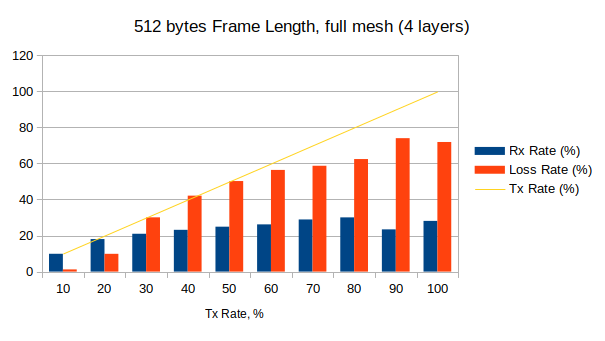 512 bytes Frame Length, full mesh (4 layers)
120
100
80
60
40
20
0
10 20 30 40 50 60 70 80 90 100
Tx Rate, %
Rx Rate (%)
Loss Rate (%)
Tx Rate (%)